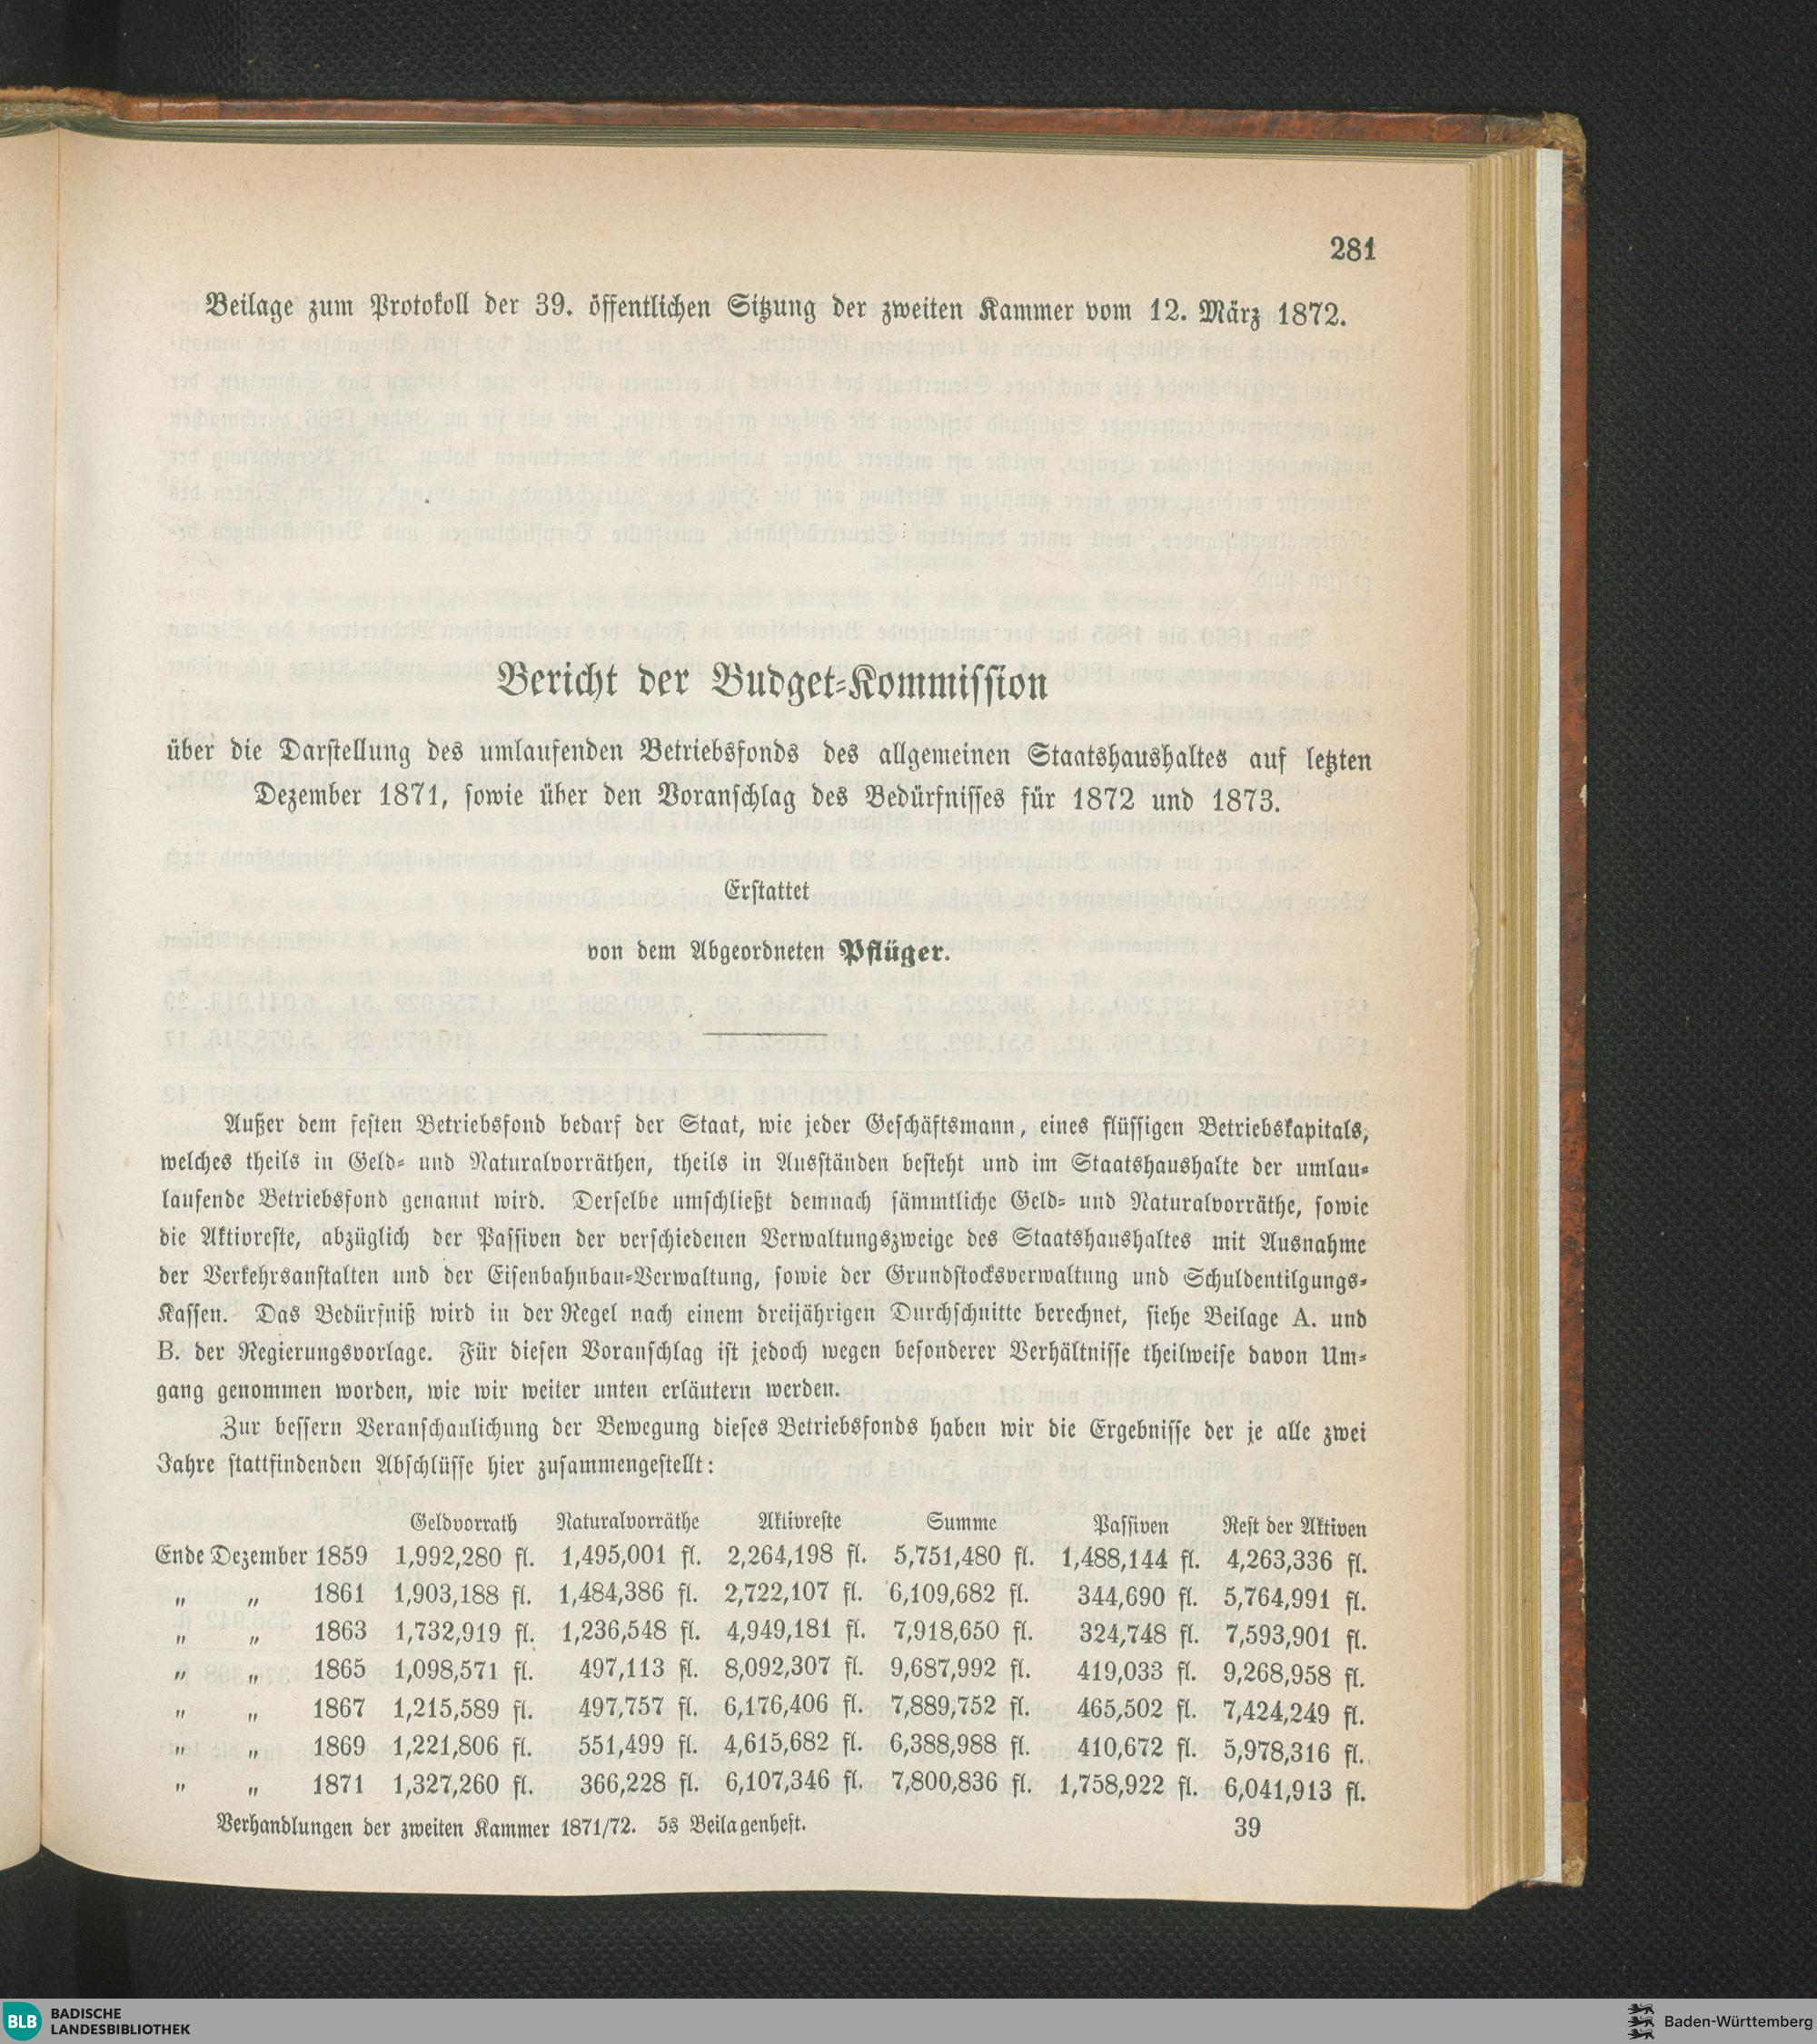 281
Beilage zum Protokoll der 39. öffentlichen Sitzung der zweiten Kammer vom 12. März 1872.
Bericht der Budget-Kommission
über die Darstellung des umlaufenden Betriebsfonds des allgemeinen Staatshaushaltes auf letzten
Dezember 1871, sowie über den Voranschlag des Bedürfnisses für 1872 und 1873.
Erstattet
von dem Abgeordneten Pflüger.
Außer dem festen Betriebsfond bedarf der Staat, wie jeder Geschäftsmann, eines flüssigen Betriebskapitals,
welches theils in Geld- und Naturalvorräthen, theils in Ausständen besteht und im Staatshaushalte der umlau-
laufende Betriebsfond genannt wird. Derselbe umschließt demnach sämmtliche Geld- und Naturalvorräthe, sowie
die Aktivreste, abzüglich der Passiven der verschiedenen Verwaltungszweige des Staatshaushaltes mit Ausnahme
der Verkehrsanstalten und der Eisenbahnbau-Verwaltung, sowie der Grundstocksverwaltung und Schuldentilgungs-
Kassen. Das Bedürfniß wird in der Regel nach einem dreijährigen Durchschnitte berechnet, siehe Beilage A. und
B. der Regierungsvorlage. Für diesen Voranschlag ist jedoch wegen besonderer Verhältnisse theilweise davon Um-
gang genommen worden, wie wir weiter unten erläutern werden.
Zur bessern Veranschaulichung der Bewegung dieses Betriebsfonds haben wir die Ergebnisse der je alle zwei
Jahre stattfindenden Abschlüsse hier zusammengestellt:
Geldvorrath Naturalvorräthe Aktivreste Summe Passiven Rest der Aktiven
Ende Dezember 1859 1,992,280 fl. 1,495,001 fl. 2,264,198 fl. 5,751,480 fl. 1,488,144 fl. 4,263,336 fl.
„ „ 1861 1,903,188 fl. 1,484,386 fl. 2,722,107 fl. 6,109,682 fl. 344,690 fl. 5,764,991 fl.
„ „ 1863 1,732,919 fl. 1,236,548 fl. 4,949,181 fl. 7,918,650 fl. 324,748 fl. 7,593,901 fl.
„ „ 1865 1,098,571 fl. 497,113 fl. 8,092,307 fl. 9,687,992 fl. 419,033 fl. 9,268,958 fl.
„ „ 1867 1,215,589 fl. 497,757 fl. 6,176,406 fl. 7,889,752 fl. 465,502 fl. 7,424,249 fl.
„ „ 1869 1,221,806 fl. 551,499 fl. 4,615,682 fl. 6,388,988 fl. 410,672 fl. 5,978,316 fl.
„ „ 1871 1,327,260 fl. 366,228 fl. 6,107,346 fl. 7,800,836 fl. 1,758,922 fl. 6,041,913 fl.
Verhandlungen der zweiten Kammer 1871/72. 5s Beilagenheft. 39
BLB BADISCHE
LANDESBIBLIOTHEK
Baden-Württemberg